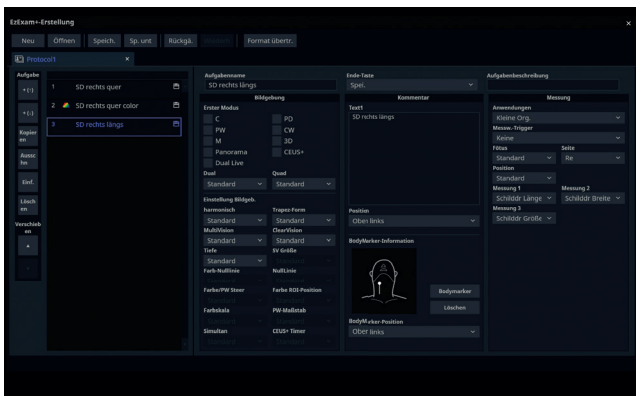 EzExam+-Erstellung
×
Neu
Öffnen
Speich.
Sp. unt
Rückgä.
Format übertr.
Protocol1
×
Aufgabe
Kopier
en
Aussc
hn
Einf.
Lösch
en
Verschieb
en
1 SD rechts quer
2 SD rechts quer color
3 SD rechts längs
Aufgabenname
SD rechts längs
Bildgebung
Erster Modus
C PD
PW CW
M 3D
Panorama CEUS+
Dual Live
Dual Quad
Standard Standard
Einstellung Bildgeb.
harmonisch Trapez-Form
Standard Standard
MultiVision ClearVision
Standard Standard
Tiefe SV Größe
Standard
Farb-Nulllinie NullLinie
Farbe/PW Steer Farbe ROI-Position
Farbskala PW-Maßstab
Simultan CEUS+ Timer
Ende-Taste
Spei.
Kommentar
Text1
SD rechts längs
Position
Ober links
BodyMarker-Information
Bodymarker
Löschen
BodyMarker-Position
Ober links
Aufgabenbeschreibung
Messung
Anwendungen
Kleine Org.
Messw.-Trigger
Keine
Fötus Seite
Standard Re
Position
Standard
Messung 1 Messung 2
Schilddr Länge Schilddr Breite
Messung 3
Schilddr Größe